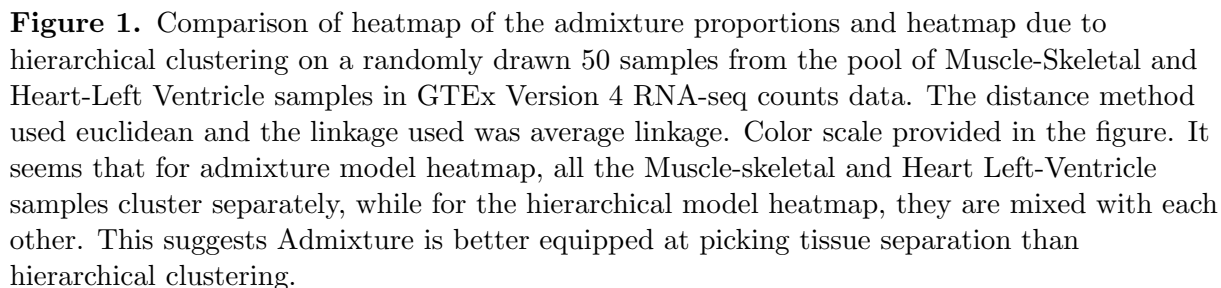 Figure 1. Comparison of heatmap of the admixture proportions and heatmap due to
hierarchical clustering on a randomly drawn 50 samples from the pool of Muscle-Skeletal and
Heart-Left Ventricle samples in GTEx Version 4 RNA-seq counts data. The distance method
used euclidean and the linkage used was average linkage. Color scale provided in the figure. It
seems that for admixture model heatmap, all the Muscle-skeletal and Heart Left-Ventricle
samples cluster separately, while for the hierarchical model heatmap, they are mixed with each
other. This suggests Admixture is better equipped at picking tissue separation than
hierarchical clustering.